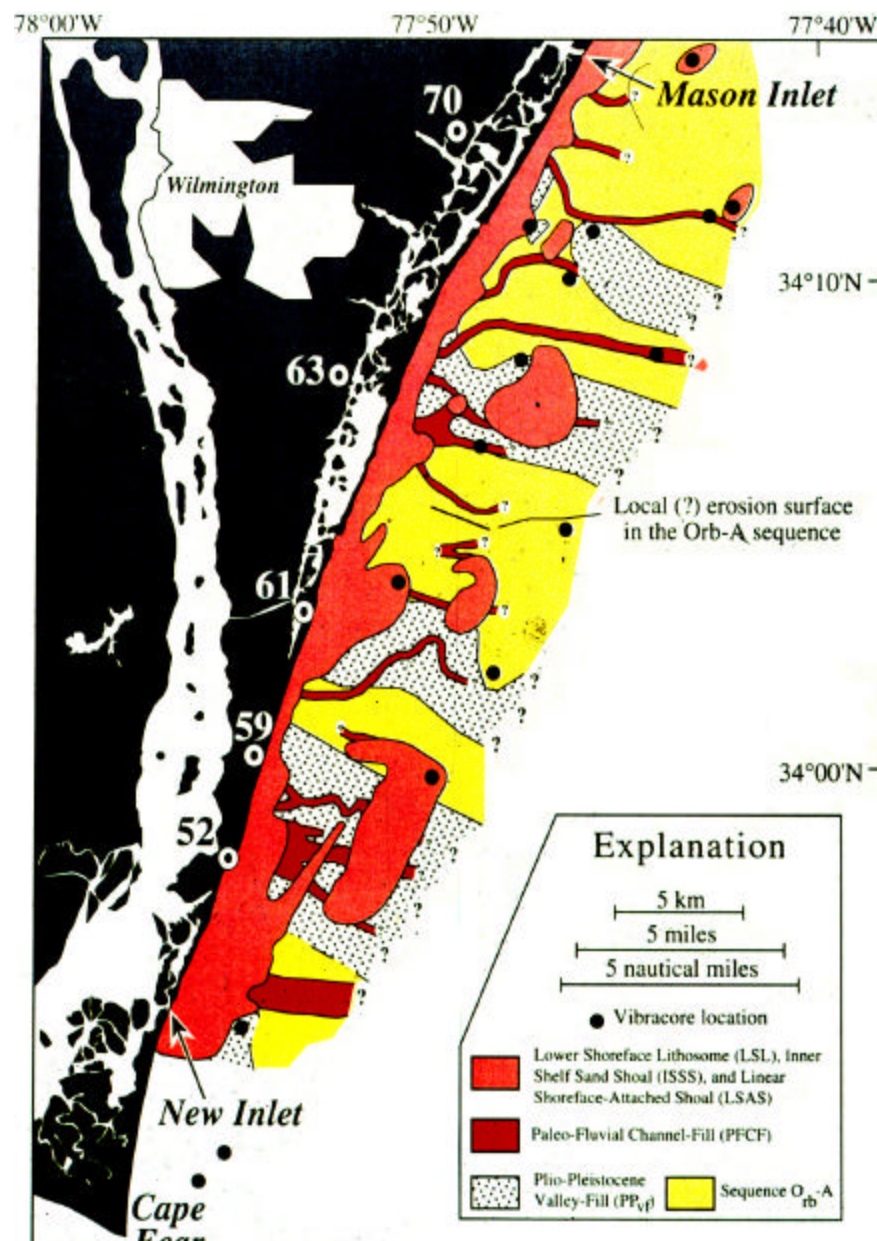 78°00'W
77°50'W
77°40'W
Mason Inlet
70
Wilmington
34°10'N
63
Local (?) erosion surface
in the Orb-A sequence
61
59
34°00'N
52
New Inlet
Cape
Fear
Explanation
5 km
5 miles
5 nautical miles
Vibracore location
Lower Shoreface Lithosome (LSL), Inner
Shelf Sand Shoal (ISSS), and Linear
Shoreface-Attached Shoal (LSAS)
Paleo-Fluvial Channel-Fill (PFCF)
Plio-Pleistocene
Valley-Fill (PPvf)
Sequence Orb-A